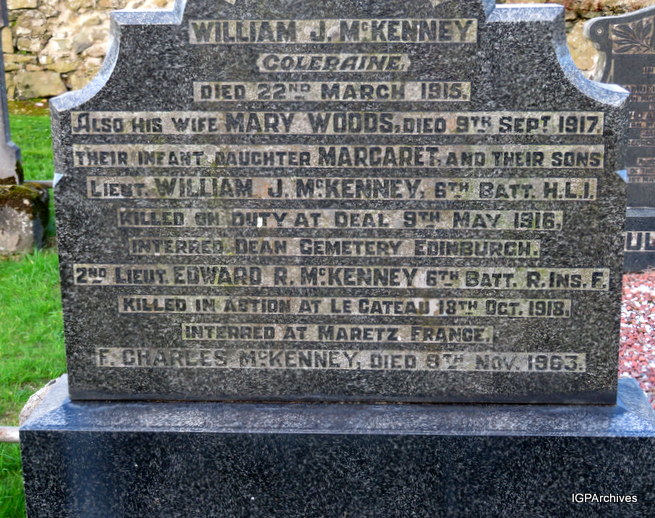 WILLIAM J. McKENNEY
COLERAINE,
DIED 22ND MARCH 1915.
ALSO HIS WIFE MARY WOODS, DIED 9TH SEPT 1917.
THEIR INFANT DAUGHTER MARGARET, AND THEIR SONS
LIEUT. WILLIAM J. McKENNEY, 6TH BATT. H.L.I.
KILLED ON DUTY AT DEAL 9TH MAY 1916,
INTERRED DEAN CEMETERY EDINBURGH.
2ND LIEUT. EDWARD R. McKENNEY 6TH BATT. R. INS. F.
KILLED IN ACTION AT LE CATEAU 18TH OCT. 1918.
INTERRED AT MARETZ, FRANCE.
F. CHARLES McKENNEY, DIED 8TH NOV. 1963.
IGPArchives